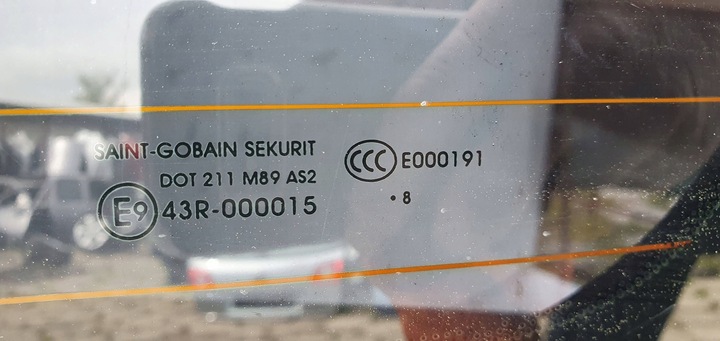 SAINT-GOBAIN SEKURIT
DOT 211 M89 AS2
E9 43R-000015
CCC E000191
• 8